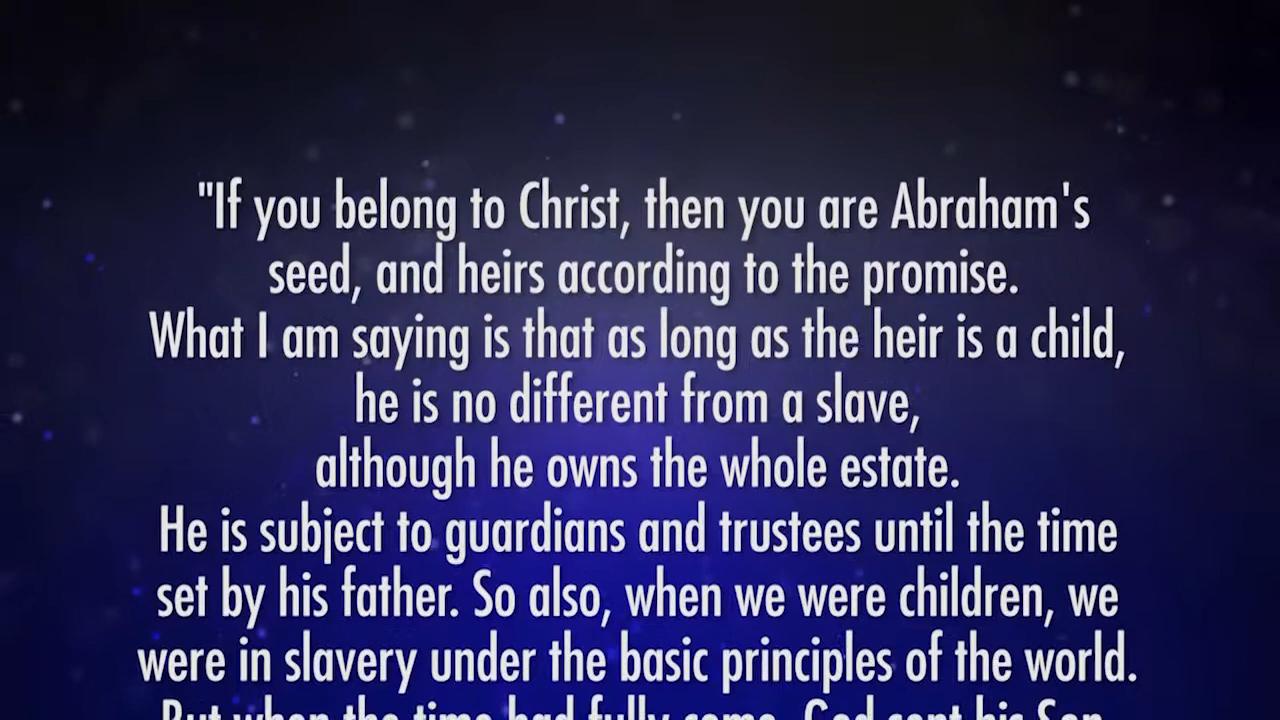 "If you belong to Christ, then you are Abraham's
seed, and heirs according to the promise.
What I am saying is that as long as the heir is a child,
he is no different from a slave,
although he owns the whole estate.
He is subject to guardians and trustees until the time
set by his father. So also, when we were children, we
were in slavery under the basic principles of the world.
But when the time had fully come, God sent his Son,